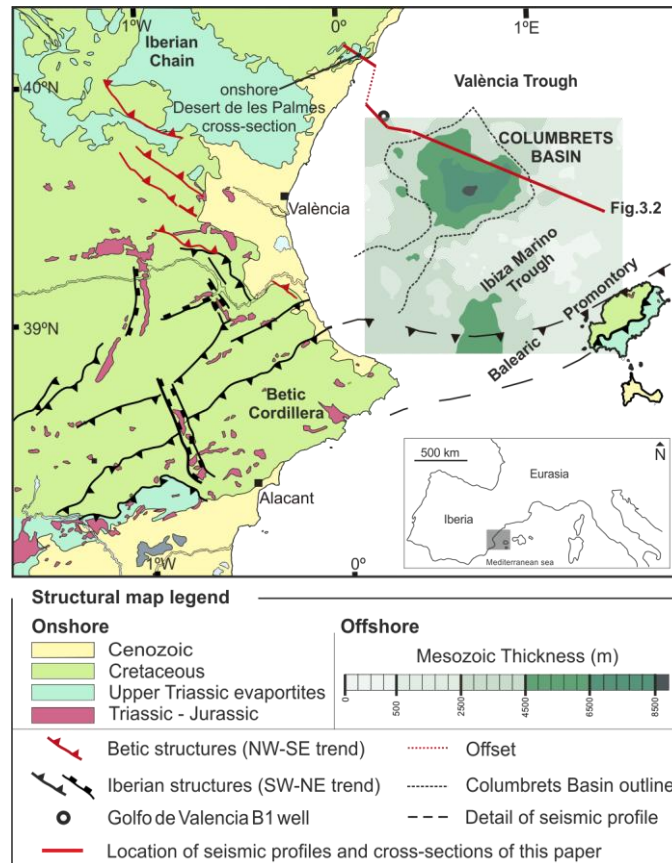 1ºW
0º
1ºE
Iberian
Chain
40ºN
onshore
Desert de les Palmes
cross-section
València Trough
COLUMBRETS
BASIN
València
Fig.3.2
Ibiza Marino
Trough
39ºN
Balearic Promontory
Betic
Cordillera
Alacant
500 km
N
Eurasia
Iberia
Mediterranean sea
1ºW
0º
Structural map legend
Onshore
Offshore
Cenozoic
Cretaceous
Upper Triassic evaportites
Triassic - Jurassic
Mesozoic Thickness (m)
0
500
2500
4500
6500
8500
Betic structures (NW-SE trend)
Offset
Iberian structures (SW-NE trend)
Columbrets Basin outline
Golfo de Valencia B1 well
Detail of seismic profile
Location of seismic profiles and cross-sections of this paper